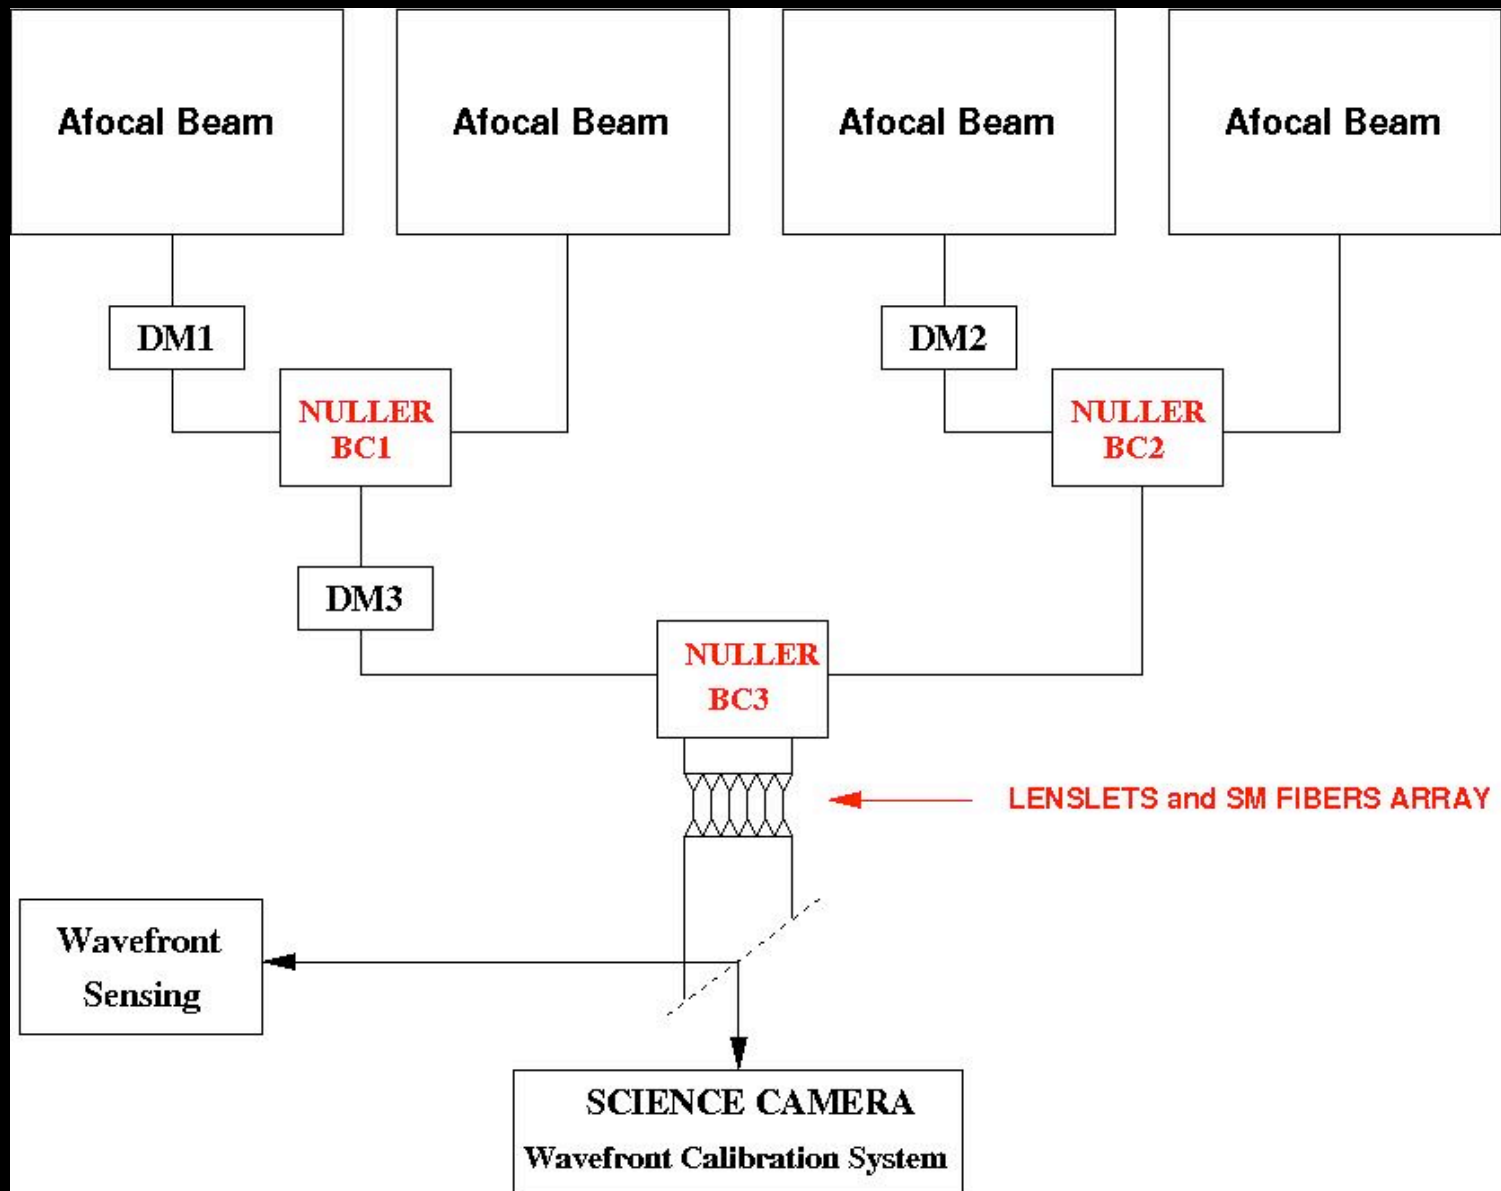 Afocal Beam
Afocal Beam
Afocal Beam
Afocal Beam
DM1
DM2
NULLER
BC1
NULLER
BC2
DM3
NULLER
BC3
LENSLETS and SM FIBERS ARRAY
Wavefront
Sensing
SCIENCE CAMERA
Wavefront Calibration System